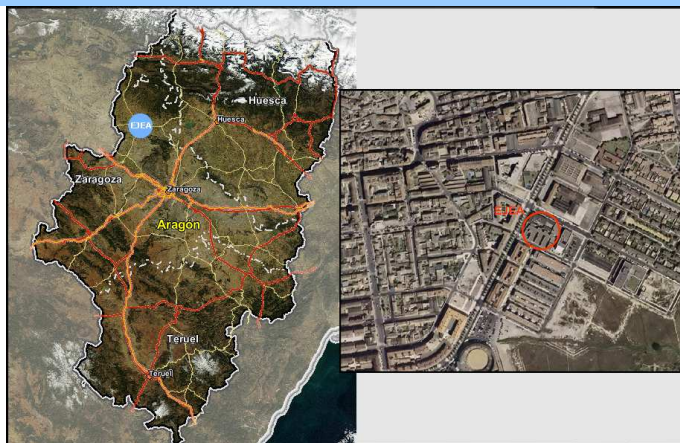 Huesca
Huesca
EJEA
Zaragoza
Zaragoza
Aragón
Teruel
Teruel
EJEA